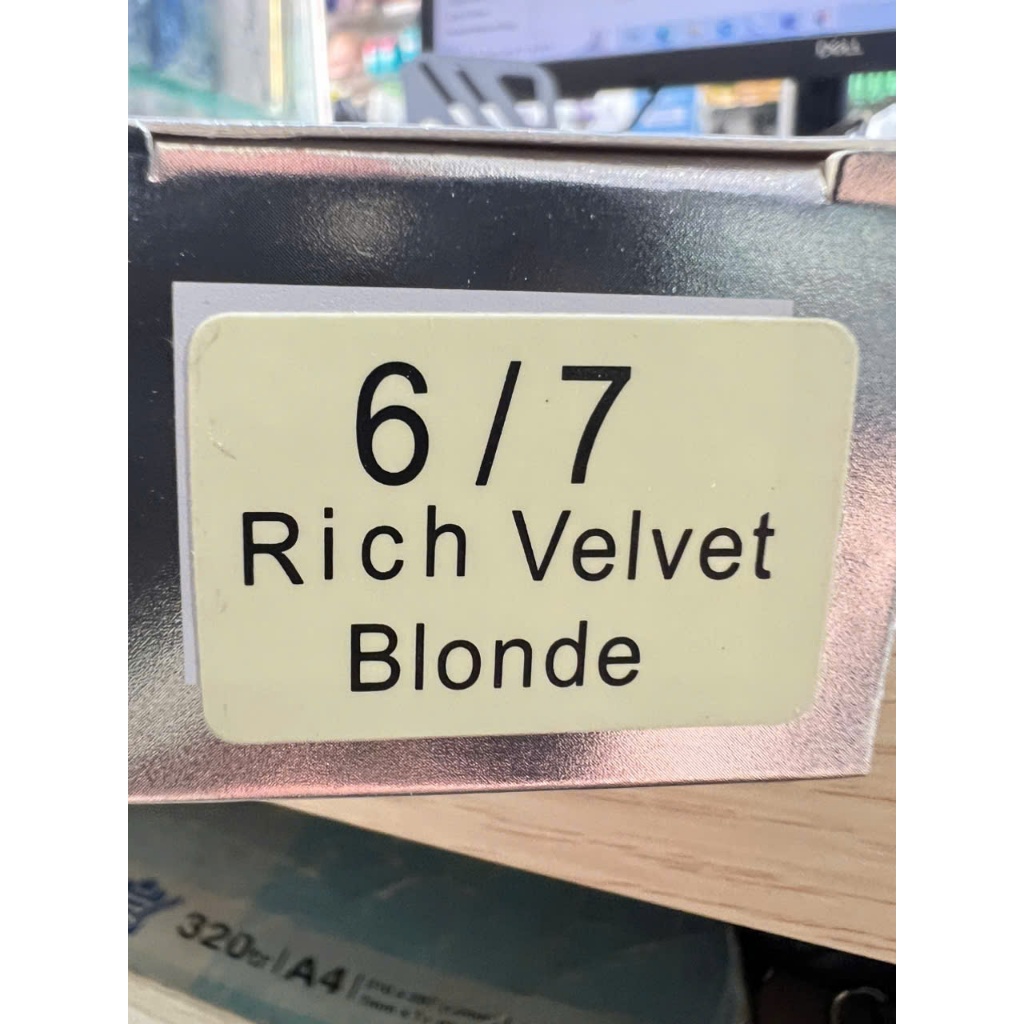 DELL
6 / 7
Rich Velvet
Blonde
320
A4